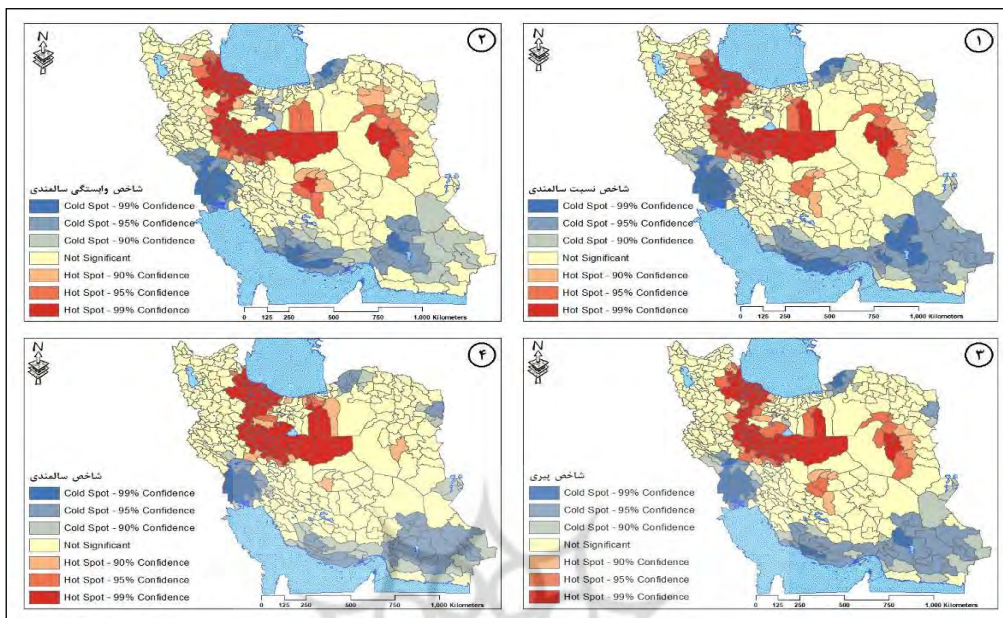 N
۱
شاخص نسبت سالمندی
Cold Spot - 99% Confidence
Cold Spot - 95% Confidence
Cold Spot - 90% Confidence
Not Significant
Hot Spot - 90% Confidence
Hot Spot - 95% Confidence
Hot Spot - 99% Confidence
0 125 250 500 750 1,000 Kilometers
N
۲
شاخص وابستگی سالمندی
Cold Spot - 99% Confidence
Cold Spot - 95% Confidence
Cold Spot - 90% Confidence
Not Significant
Hot Spot - 90% Confidence
Hot Spot - 95% Confidence
Hot Spot - 99% Confidence
0 125 250 500 750 1,000 Kilometers
N
۳
شاخص پیری
Cold Spot - 99% Confidence
Cold Spot - 95% Confidence
Cold Spot - 90% Confidence
Not Significant
Hot Spot - 90% Confidence
Hot Spot - 95% Confidence
Hot Spot - 99% Confidence
0 125 250 500 750 1,000 Kilometers
N
۴
شاخص سالمندی
Cold Spot - 99% Confidence
Cold Spot - 95% Confidence
Cold Spot - 90% Confidence
Not Significant
Hot Spot - 90% Confidence
Hot Spot - 95% Confidence
Hot Spot - 99% Confidence
0 125 250 500 750 1,000 Kilometers